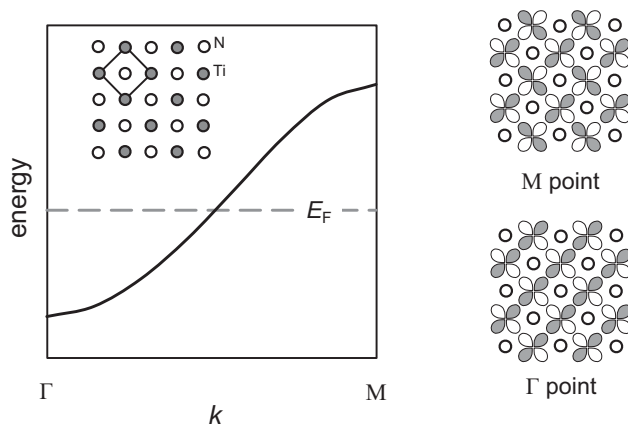 N
Ti
energy
E_F
Γ
M
k
M point
Γ point